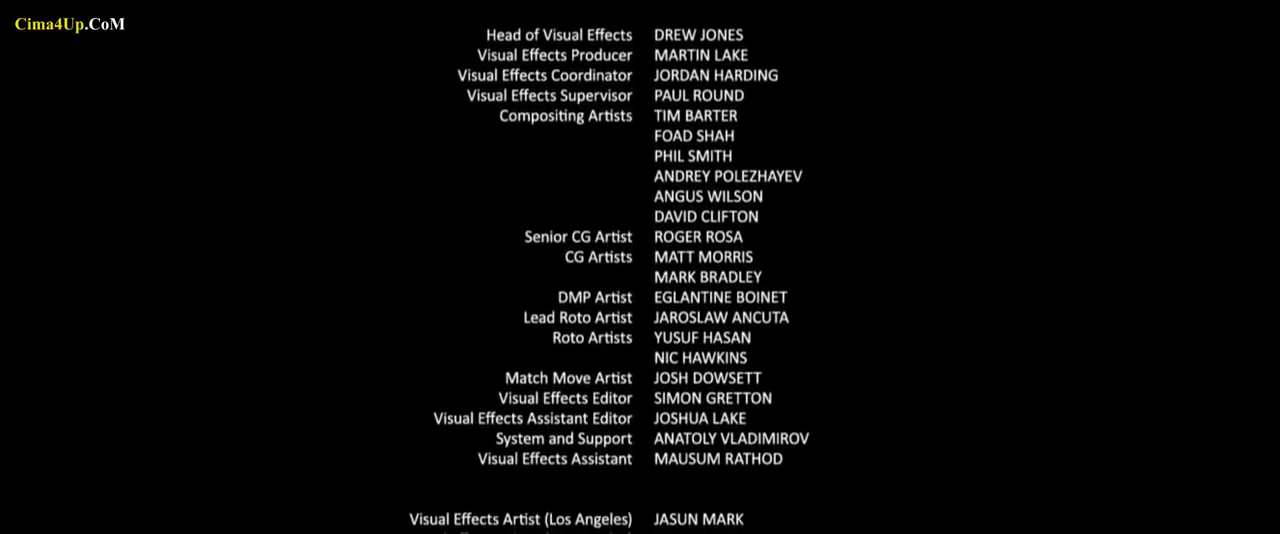 Cima4Up.CoM
Head of Visual Effects DREW JONES
Visual Effects Producer MARTIN LAKE
Visual Effects Coordinator JORDAN HARDING
Visual Effects Supervisor PAUL ROUND
Compositing Artists TIM BARTER
FOAD SHAH
PHIL SMITH
ANDREY POLEZHAYEV
ANGUS WILSON
DAVID CLIFTON
Senior CG Artist ROGER ROSA
CG Artists MATT MORRIS
MARK BRADLEY
DMP Artist EGLANTINE BOINET
Lead Roto Artist JAROSLAW ANCUTA
Roto Artists YUSUF HASAN
NIC HAWKINS
Match Move Artist JOSH DOWSETT
Visual Effects Editor SIMON GRETTON
Visual Effects Assistant Editor JOSHUA LAKE
System and Support ANATOLY VLADIMIROV
Visual Effects Assistant MAUSUM RATHOD
Visual Effects Artist (Los Angeles) JASUN MARK